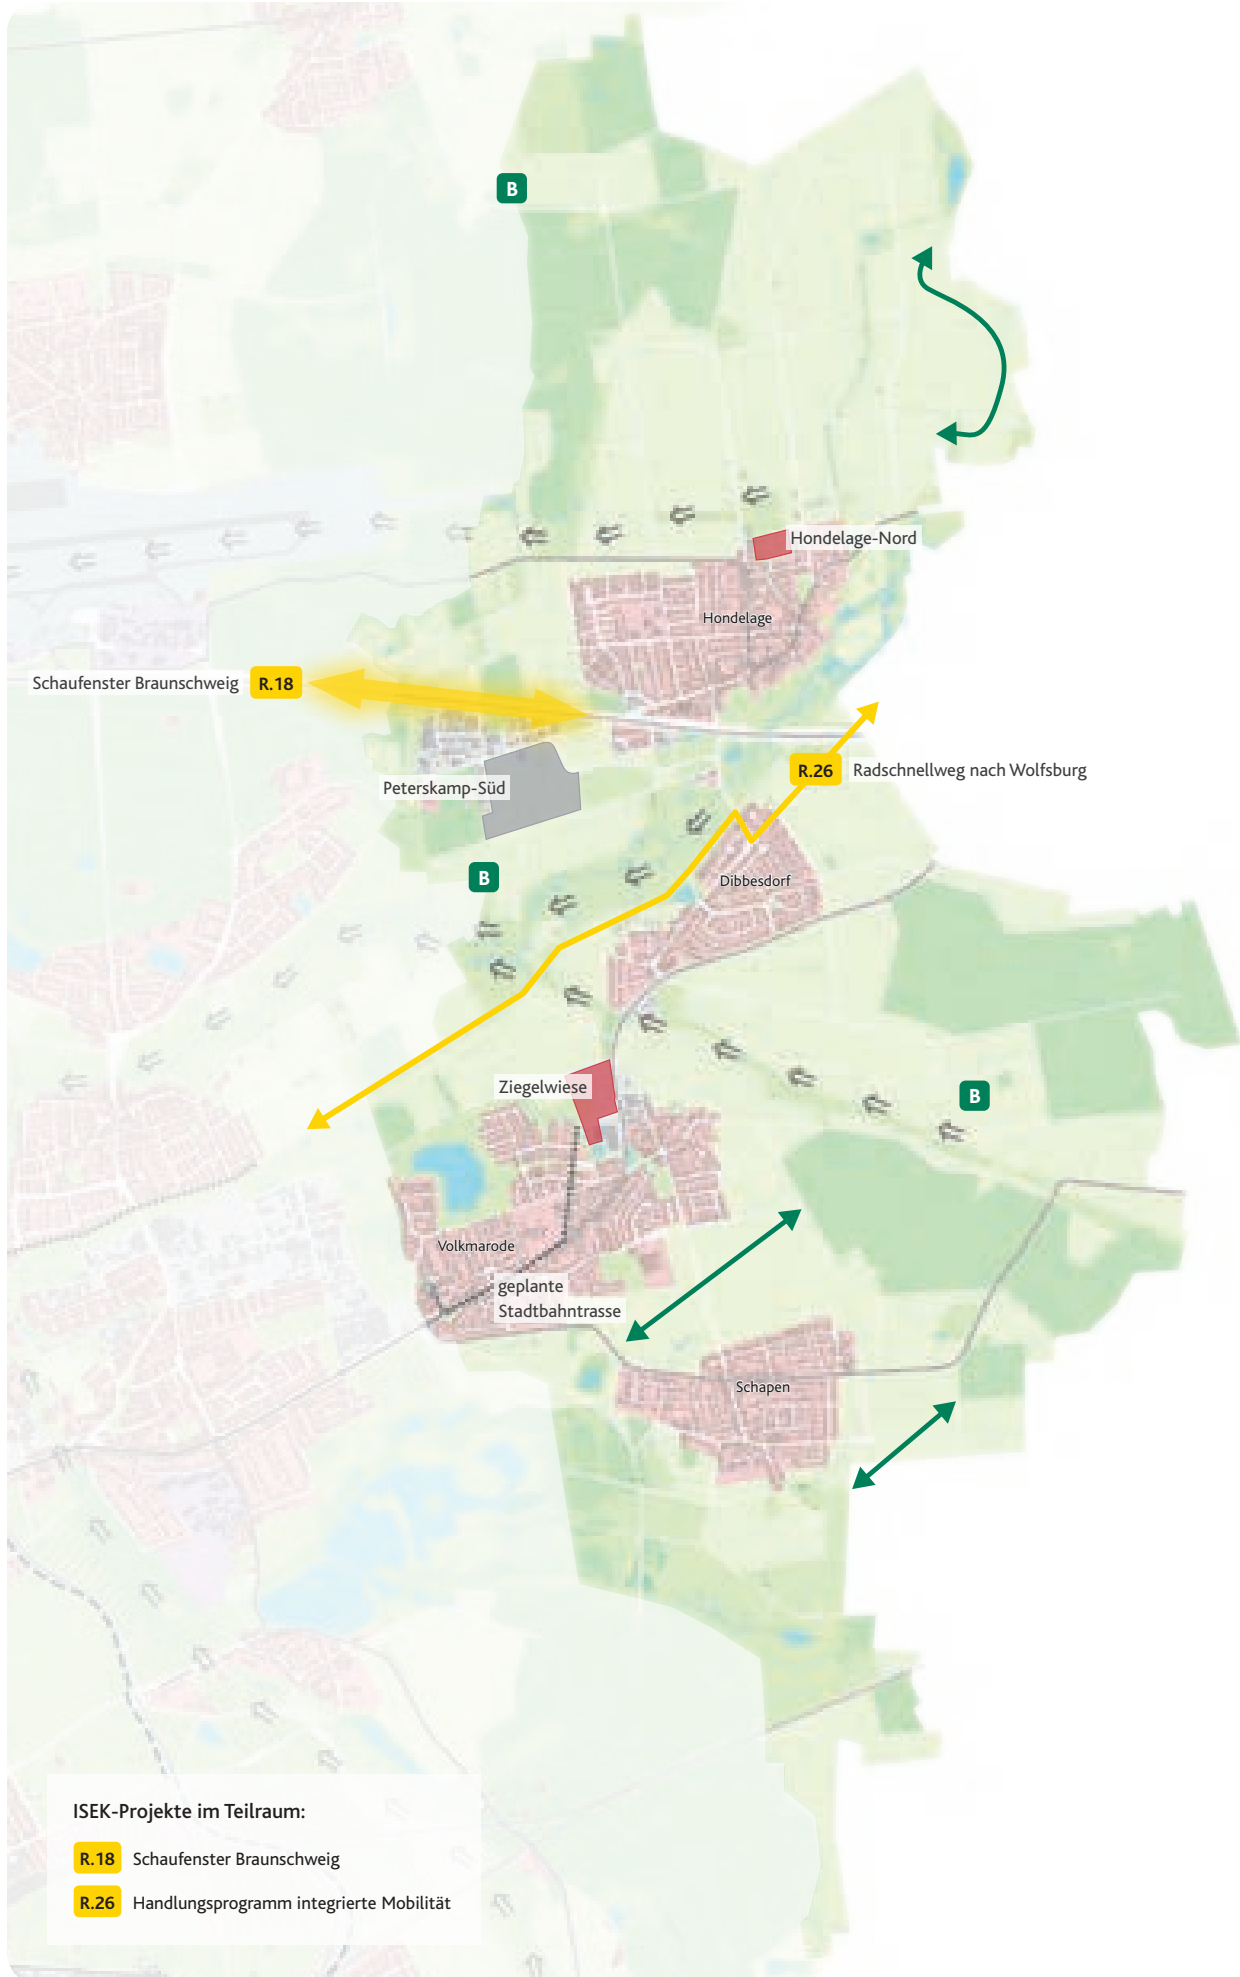 B
Hondelage-Nord
Hondelage
Schaufenster Braunschweig R.18
R.26 Radschnellweg nach Wolfsburg
Peterskamp-Süd
B
Dibbesdorf
Ziegelwiese
B
Volkmarode
geplante
Stadtbahntrasse
Schapen
ISEK-Projekte im Teilraum:
R.18 Schaufenster Braunschweig
R.26 Handlungsprogramm integrierte Mobilität